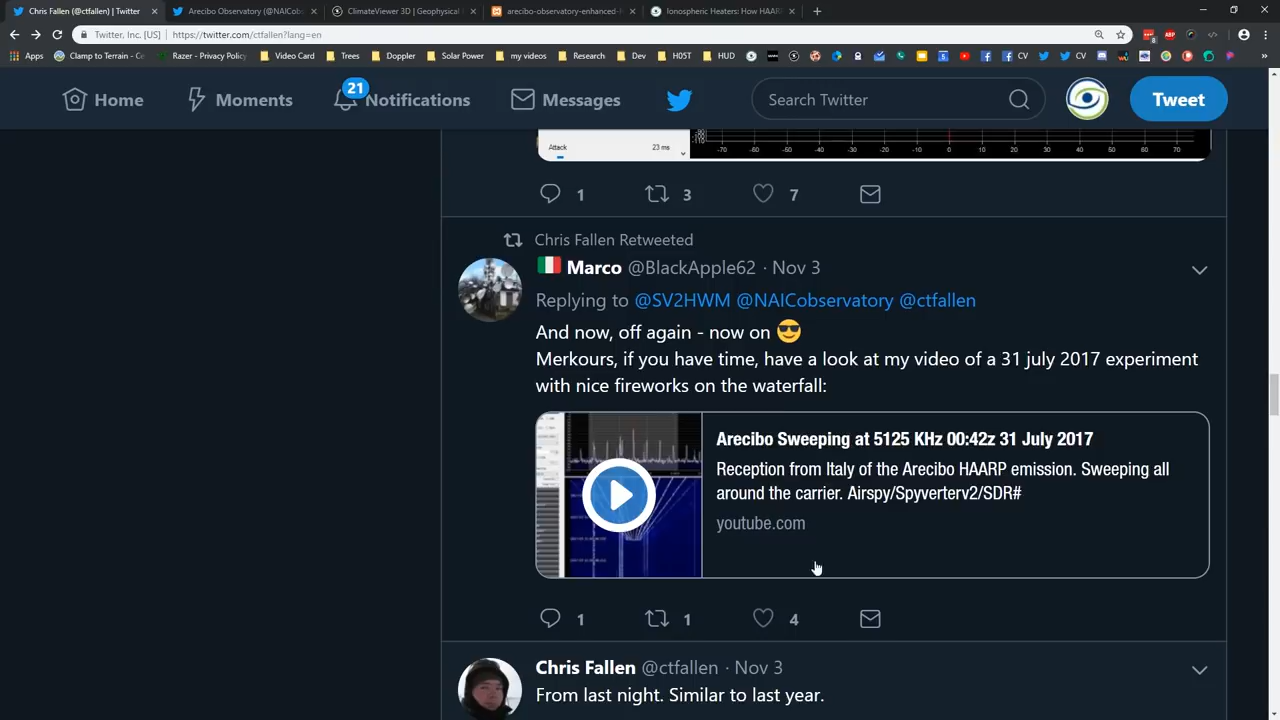 Chris Fallen (@ctfallen) | Twitter
Arecibo Observatory (@NAICobs
ClimateViewer 3D | Geophysical
arecibo-observatory-enhanced-
Ionospheric Heaters: How HAAR
Twitter, Inc. [US]
https://twitter.com/ctfallen?lang=en
Apps
Clamp to Terrain - Ce
Razer - Privacy Policy
Video Card
Trees
Doppler
Solar Power
my videos
Research
Dev
H05T
HUD
CV
CV
Home
Moments
21
Notifications
Messages
Search Twitter
Tweet
Attack
23 ms
-70 -60 -50 -40 -30 -20 -10 0 10 20 30 40 50 60 70
1
3
7
Chris Fallen Retweeted
Marco @BlackApple62 · Nov 3
Replying to @SV2HWM @NAICobservatory @ctfallen
And now, off again - now on 😎
Merkours, if you have time, have a look at my video of a 31 july 2017 experiment
with nice fireworks on the waterfall:
Arecibo Sweeping at 5125 KHz 00:42z 31 July 2017
Reception from Italy of the Arecibo HAARP emission. Sweeping all
around the carrier. Airspy/Spyverterv2/SDR#
youtube.com
1
1
4
Chris Fallen @ctfallen · Nov 3
From last night. Similar to last year.